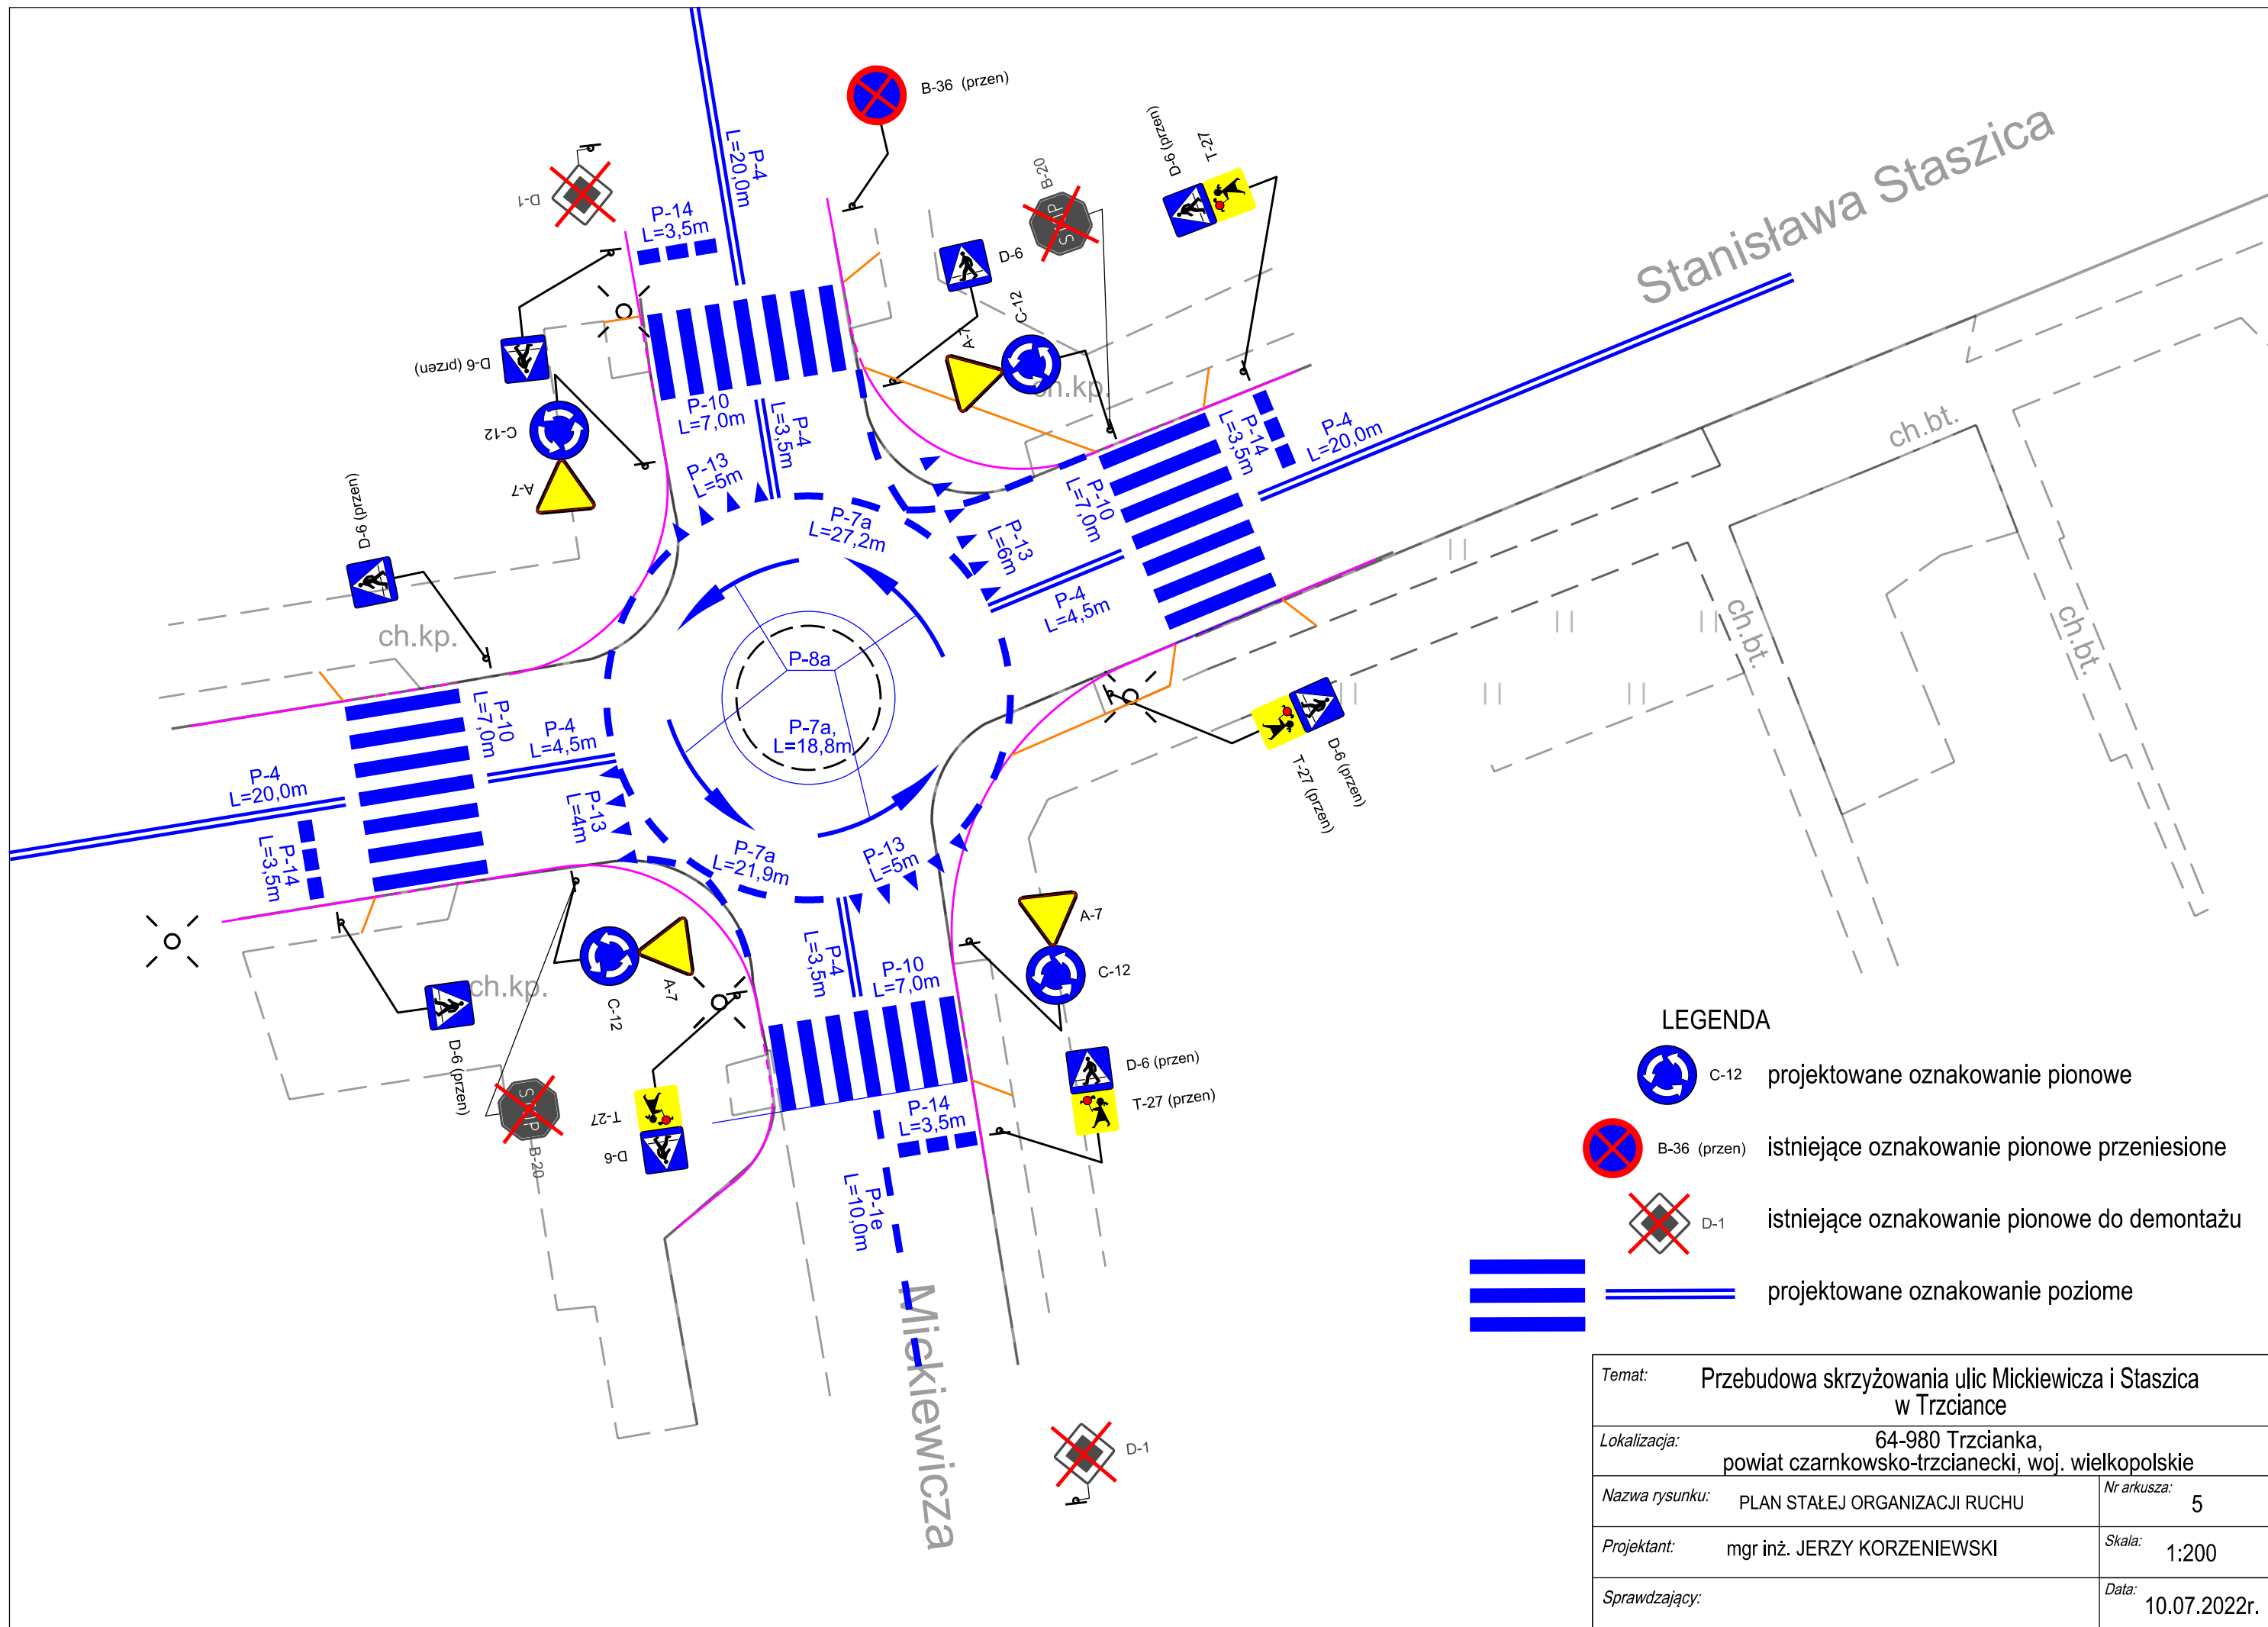 B-36 (przen)
D-1
P-4
L=20,0m
P-14
L=3,5m
B-20
STOP
D-6 (przen)
T-27
Stanisława Staszica
D-6
C-12
A-7
ch.kp.
D-6 (przen)
C-12
A-7
P-10
L=7,0m
P-4
L=3,5m
P-13
L=5m
P-14
L=3,5m
P-4
L=20,0m
ch.bt.
P-10
L=7,0m
D-6 (przen)
P-7a
L=27,2m
P-13
L=6m
P-4
L=4,5m
ch.bt.
ch.bt.
ch.kp.
P-8a
P-7a,
L=18,8m
P-10
L=7,0m
P-4
L=4,5m
P-4
L=20,0m
P-13
L=4m
P-14
L=3,5m
P-7a
L=21,9m
P-13
L=5m
T-27 (przen)
D-6 (przen)
A-7
C-12
P-4
L=3,5m
P-10
L=7,0m
C-12
A-7
ch.kp.
D-6 (przen)
STOP
B-20
T-27
D-6
D-6 (przen)
T-27 (przen)
P-14
L=3,5m
P-1e
L=10,0m
Mickiewicza
D-1
LEGENDA
C-12 projektowane oznakowanie pionowe
B-36 (przen) istniejące oznakowanie pionowe przeniesione
D-1 istniejące oznakowanie pionowe do demontażu
projektowane oznakowanie poziome
Temat: Przebudowa skrzyżowania ulic Mickiewicza i Staszica
w Trzciance
Lokalizacja: 64-980 Trzcianka,
powiat czarnkowsko-trzcianecki, woj. wielkopolskie
Nazwa rysunku: PLAN STAŁEJ ORGANIZACJI RUCHU
Nr arkusza: 5
Projektant: mgr inż. JERZY KORZENIEWSKI
Skala: 1:200
Sprawdzający:
Data: 10.07.2022r.